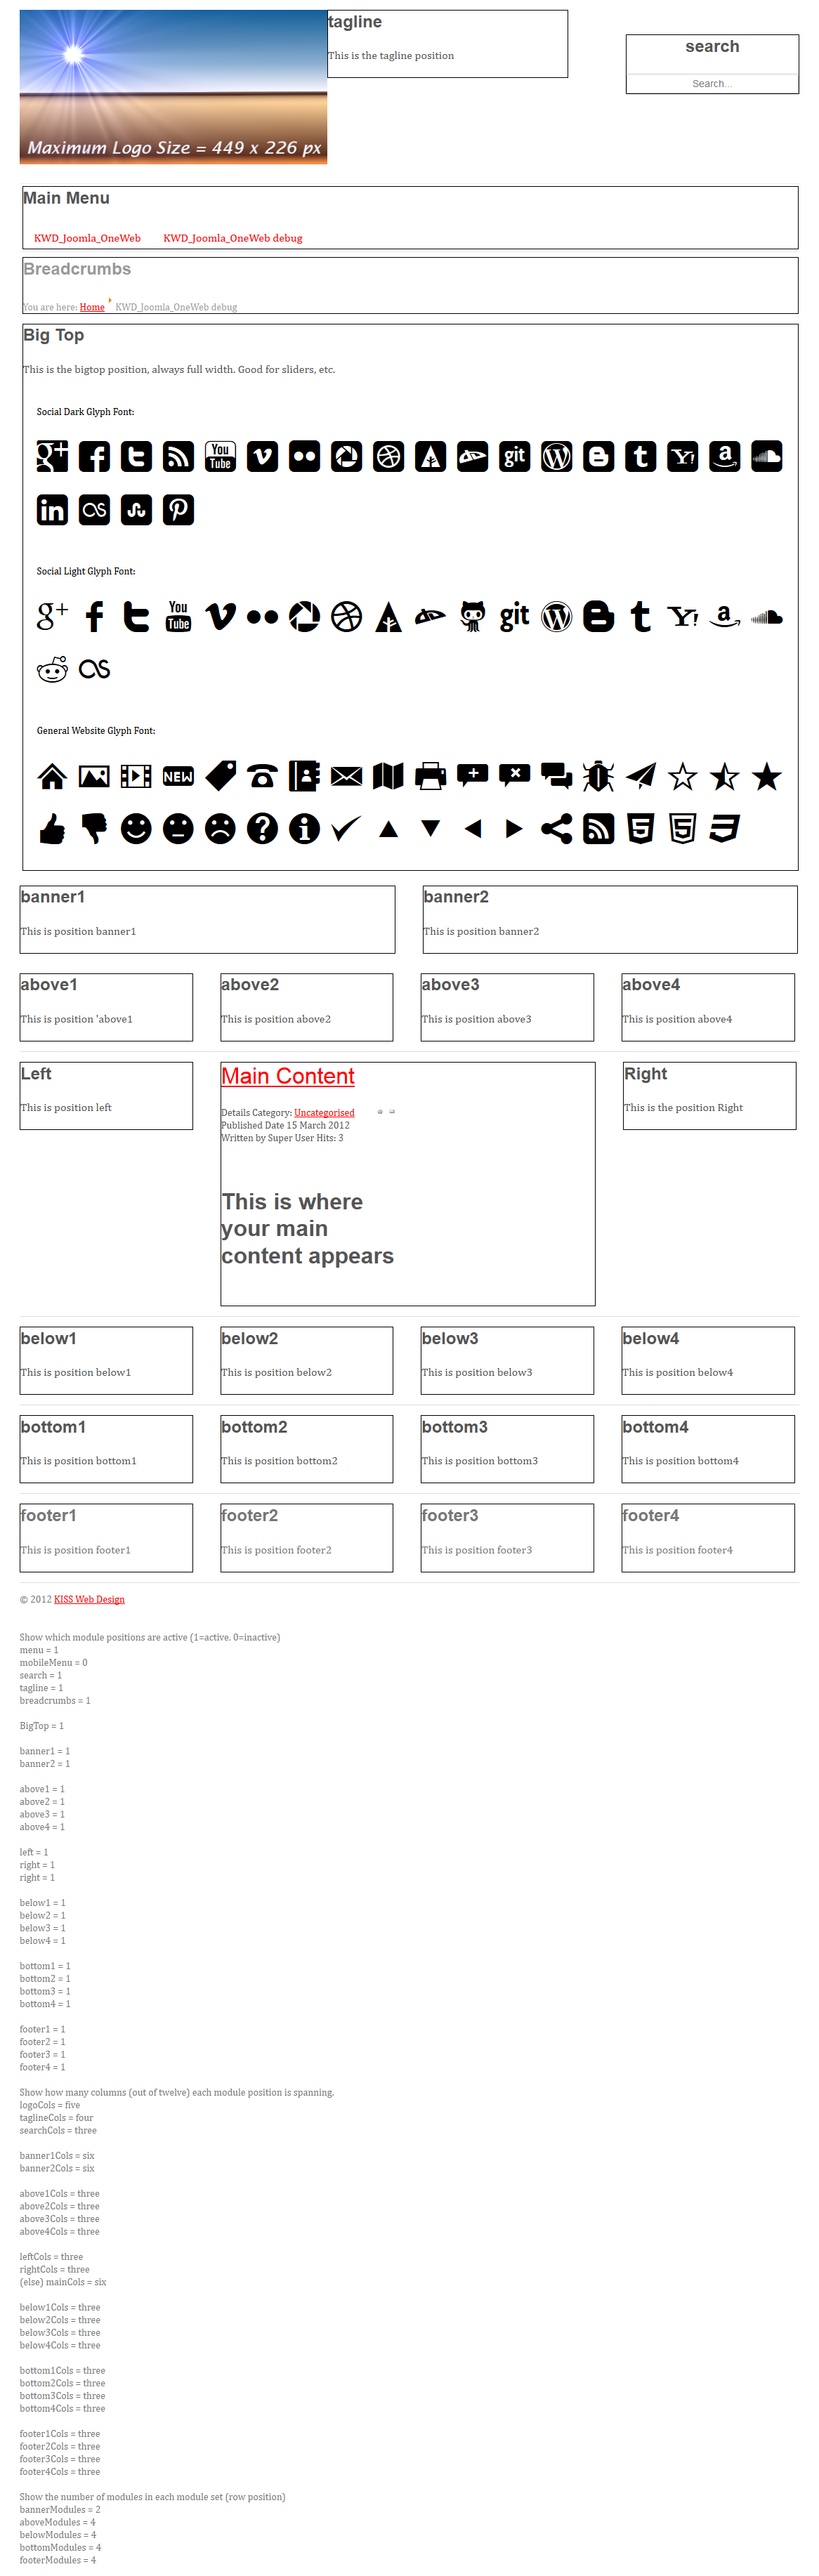 tagline
This is the tagline position
search
Search...
Maximum Logo Size = 449 x 226 px
Main Menu
KWD_Joomla_OneWeb KWD_Joomla_OneWeb debug
Breadcrumbs
You are here: Home KWD_Joomla_OneWeb debug
Big Top
This is the bigtop position, always full width. Good for sliders, etc.
Social Dark Glyph Font:
g+ f t You Tube v git W B t Y! a
in as P
Social Light Glyph Font:
g+ f t You Tube v git W B t Y! a
as
General Website Glyph Font:
NEW
? i 5 5 3
banner1 banner2
This is position banner1 This is position banner2
above1 above2 above3 above4
This is position 'above1 This is position above2 This is position above3 This is position above4
Left
This is position left
Main Content
Details Category: Uncategorised
Published Date 15 March 2012
Written by Super User Hits: 3
This is where
your main
content appears
Right
This is the position Right
below1 below2 below3 below4
This is position below1 This is position below2 This is position below3 This is position below4
bottom1 bottom2 bottom3 bottom4
This is position bottom1 This is position bottom2 This is position bottom3 This is position bottom4
footer1 footer2 footer3 footer4
This is position footer1 This is position footer2 This is position footer3 This is position footer4
© 2012 KISS Web Design
Show which module positions are active (1=active. 0=inactive)
menu = 1
mobileMenu = 0
search = 1
tagline = 1
breadcrumbs = 1
BigTop = 1
banner1 = 1
banner2 = 1
above1 = 1
above2 = 1
above3 = 1
above4 = 1
left = 1
right = 1
right = 1
below1 = 1
below2 = 1
below3 = 1
below4 = 1
bottom1 = 1
bottom2 = 1
bottom3 = 1
bottom4 = 1
footer1 = 1
footer2 = 1
footer3 = 1
footer4 = 1
Show how many columns (out of twelve) each module position is spanning.
logoCols = five
taglineCols = four
searchCols = three
banner1Cols = six
banner2Cols = six
above1Cols = three
above2Cols = three
above3Cols = three
above4Cols = three
leftCols = three
rightCols = three
(else) mainCols = six
below1Cols = three
below2Cols = three
below3Cols = three
below4Cols = three
bottom1Cols = three
bottom2Cols = three
bottom3Cols = three
bottom4Cols = three
footer1Cols = three
footer2Cols = three
footer3Cols = three
footer4Cols = three
Show the number of modules in each module set (row position)
bannerModules = 2
aboveModules = 4
belowModules = 4
bottomModules = 4
footerModules = 4